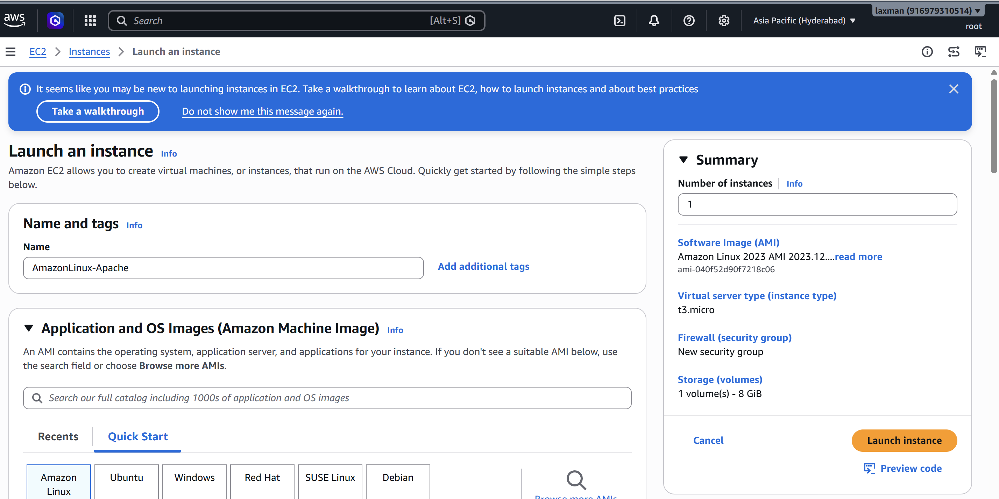 aws
Search
[Alt+S]
Asia Pacific (Hyderabad)
laxman (916979310514)
root
EC2
Instances
Launch an instance
It seems like you may be new to launching instances in EC2. Take a walkthrough to learn about EC2, how to launch instances and about best practices
Take a walkthrough
Do not show me this message again.
Launch an instance Info
Amazon EC2 allows you to create virtual machines, or instances, that run on the AWS Cloud. Quickly get started by following the simple steps
below.
Name and tags Info
Name
AmazonLinux-Apache
Add additional tags
Application and OS Images (Amazon Machine Image) Info
An AMI contains the operating system, application server, and applications for your instance. If you don't see a suitable AMI below, use
the search field or choose Browse more AMIs.
Search our full catalog including 1000s of application and OS images
Recents
Quick Start
Amazon
Linux
Ubuntu
Windows
Red Hat
SUSE Linux
Debian
Browse more AMIs
Summary
Number of instances Info
1
Software Image (AMI)
Amazon Linux 2023 AMI 2023.12....read more
ami-040f52d90f7218c06
Virtual server type (instance type)
t3.micro
Firewall (security group)
New security group
Storage (volumes)
1 volume(s) - 8 GiB
Cancel
Launch instance
Preview code